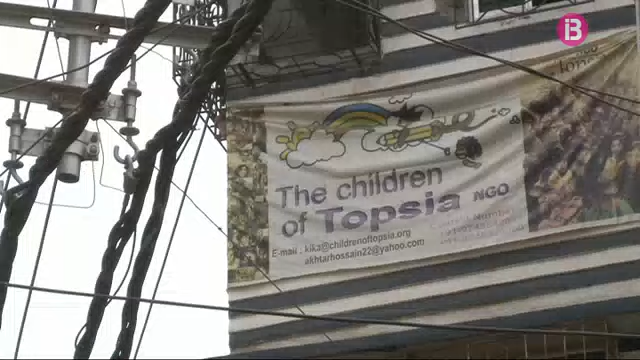 The children
of Topsia NGO
E-mail : kika@childrenoftopsia.org
akhtarhossain22@yahoo.com